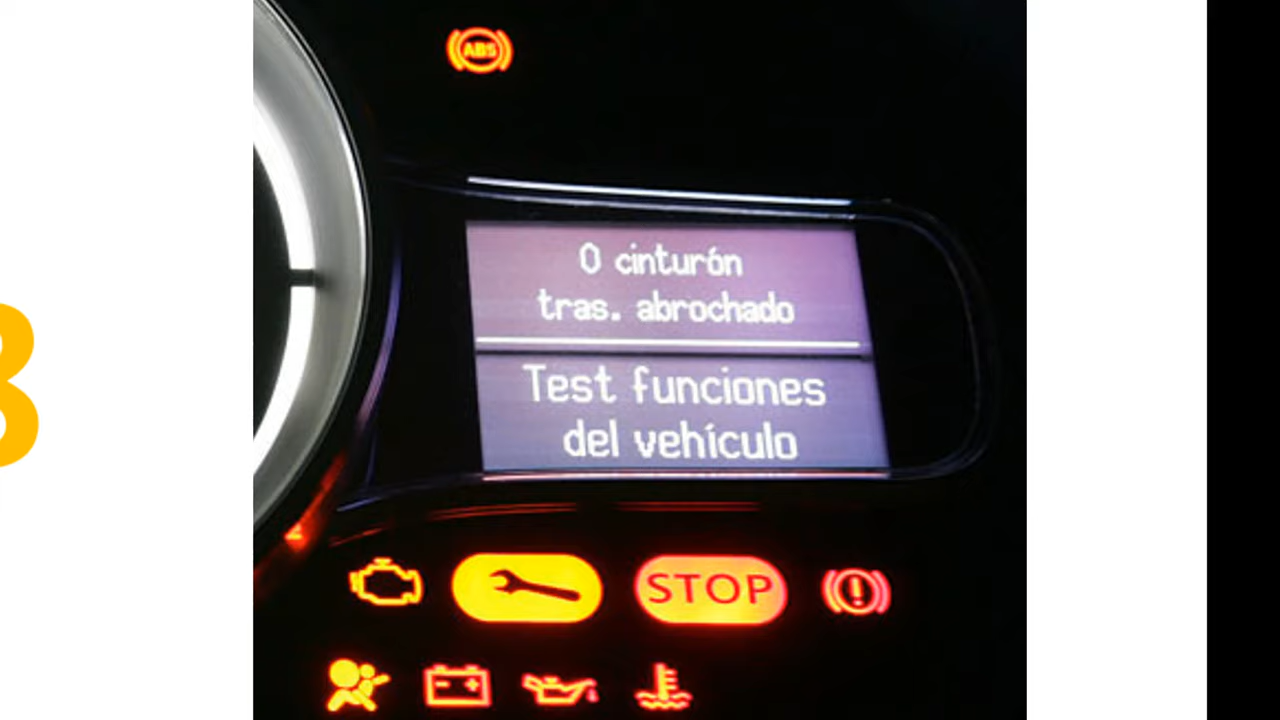 ABS
0 cinturón
tras. abrochado
Test funciones
del vehículo
STOP